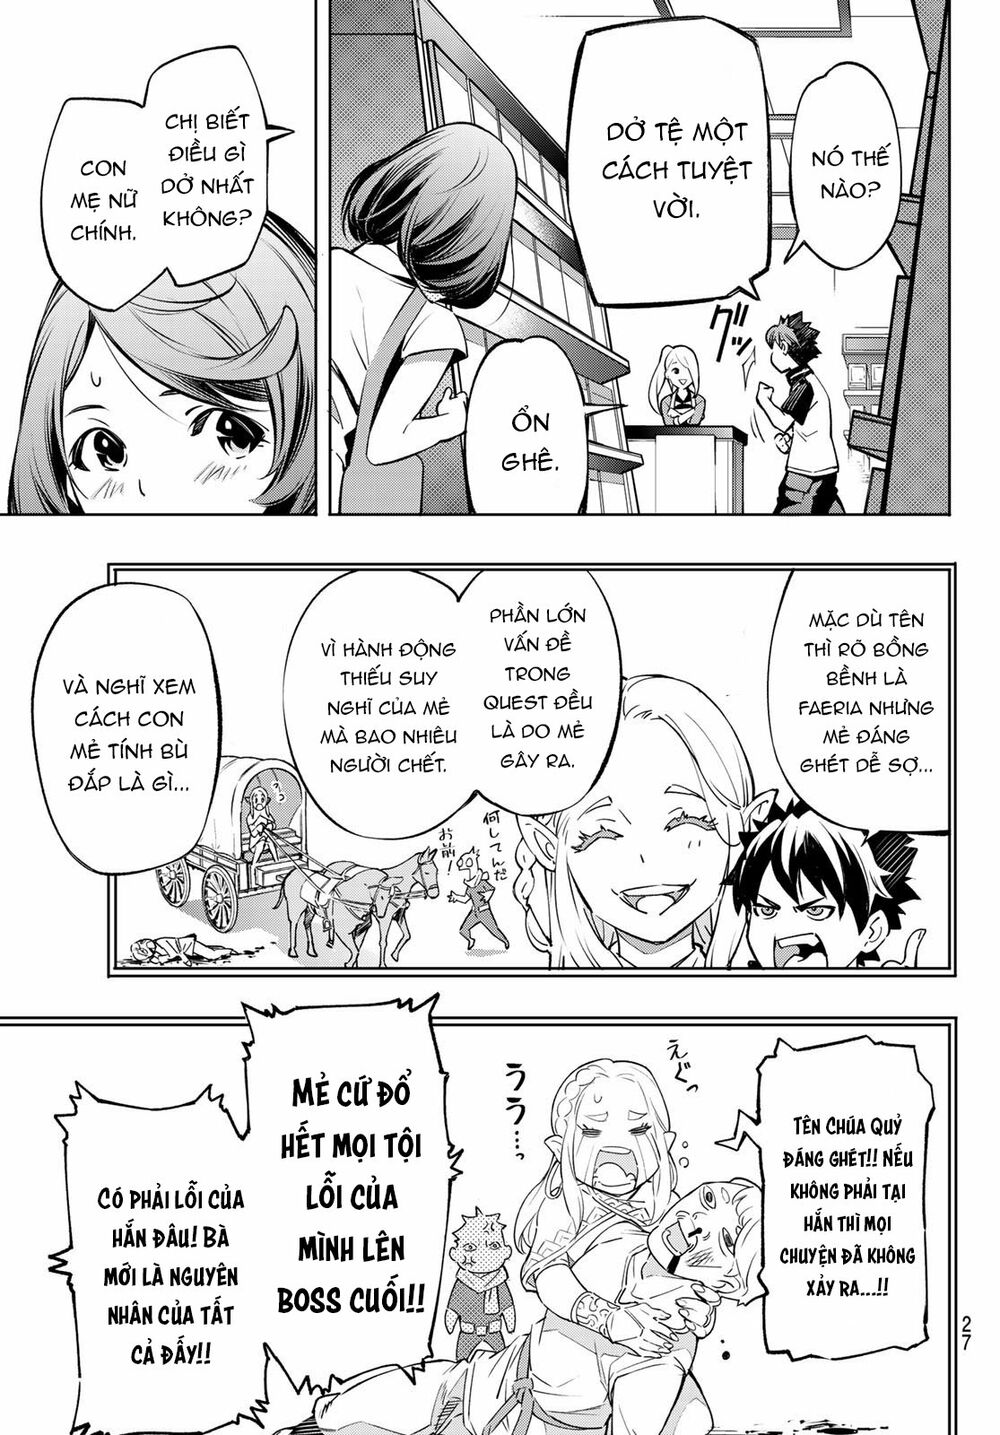 NÓ THẾ
NÀO?
DỞ TỆ MỘT
CÁCH TUYỆT
VỜI.
グッ
ỔN
GHÊ.
CHỊ BIẾT
ĐIỀU GÌ
DỞ NHẤT
KHÔNG?
CON
MẸ NỮ
CHÍNH.
MẶC DÙ TÊN
THÌ RÕ BỒNG
BỀNH LÀ
FAERIA NHƯNG
MẺ ĐÁNG
GHÉT DỄ SỢ...
PHẦN LỚN
VẤN ĐỀ
TRONG
QUEST ĐỀU
LÀ DO MẺ
GÂY RA.
VÌ HÀNH ĐỘNG
THIẾU SUY
NGHĨ CỦA MẺ
MÀ BAO NHIÊU
NGƯỜI CHẾT.
何してんだ
お前!
VÀ NGHĨ XEM
CÁCH CON
MẺ TÍNH BÙ
ĐẮP LÀ GÌ...
TÊN CHÚA QUỶ
ĐÁNG GHÉT!! NẾU
KHÔNG PHẢI TẠI
HẮN THÌ MỌI
CHUYỆN ĐÃ KHÔNG
XẢY RA...!!
えぐっ
うう…
MẺ CỨ ĐỔ
HẾT MỌI TỘI
LỖI CỦA
MÌNH LÊN
BOSS CUỐI!!
CÓ PHẢI LỖI CỦA
HẮN ĐÂU! BÀ
MỚI LÀ NGUYÊN
NHÂN CỦA TẤT
CẢ ĐẤY!!
27